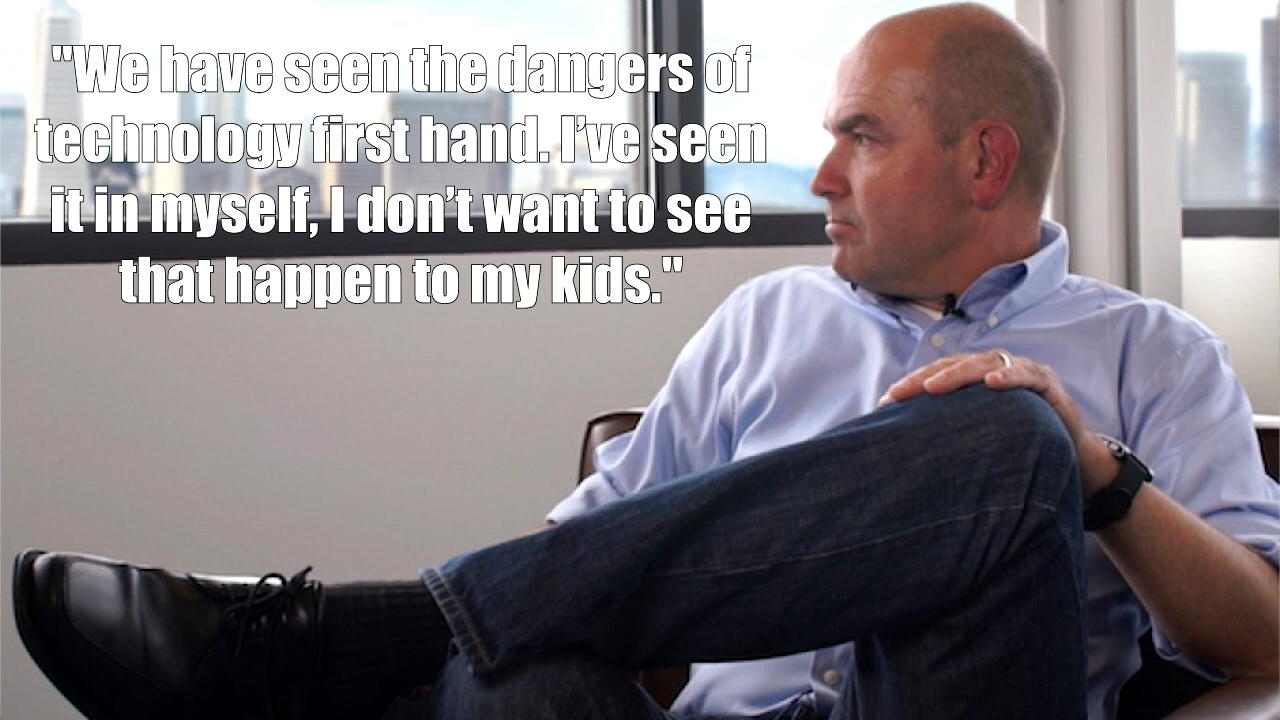 "We have seen the dangers of
technology first hand. I’ve seen
it in myself, I don’t want to see
that happen to my kids."